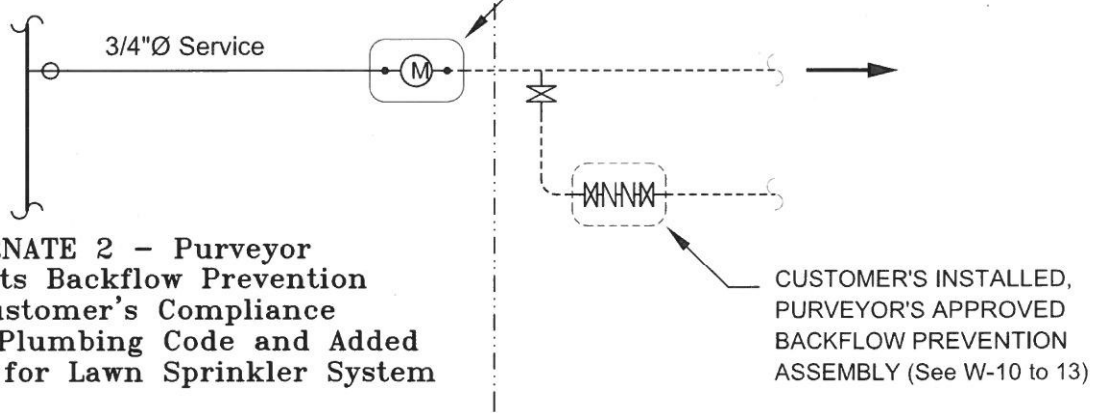 3/4"Ø Service
M
NATE 2 - Purveyor
ts Backflow Prevention
ustomer's Compliance
Plumbing Code and Added
for Lawn Sprinkler System
CUSTOMER'S INSTALLED,
PURVEYOR'S APPROVED
BACKFLOW PREVENTION
ASSEMBLY (See W-10 to 13)